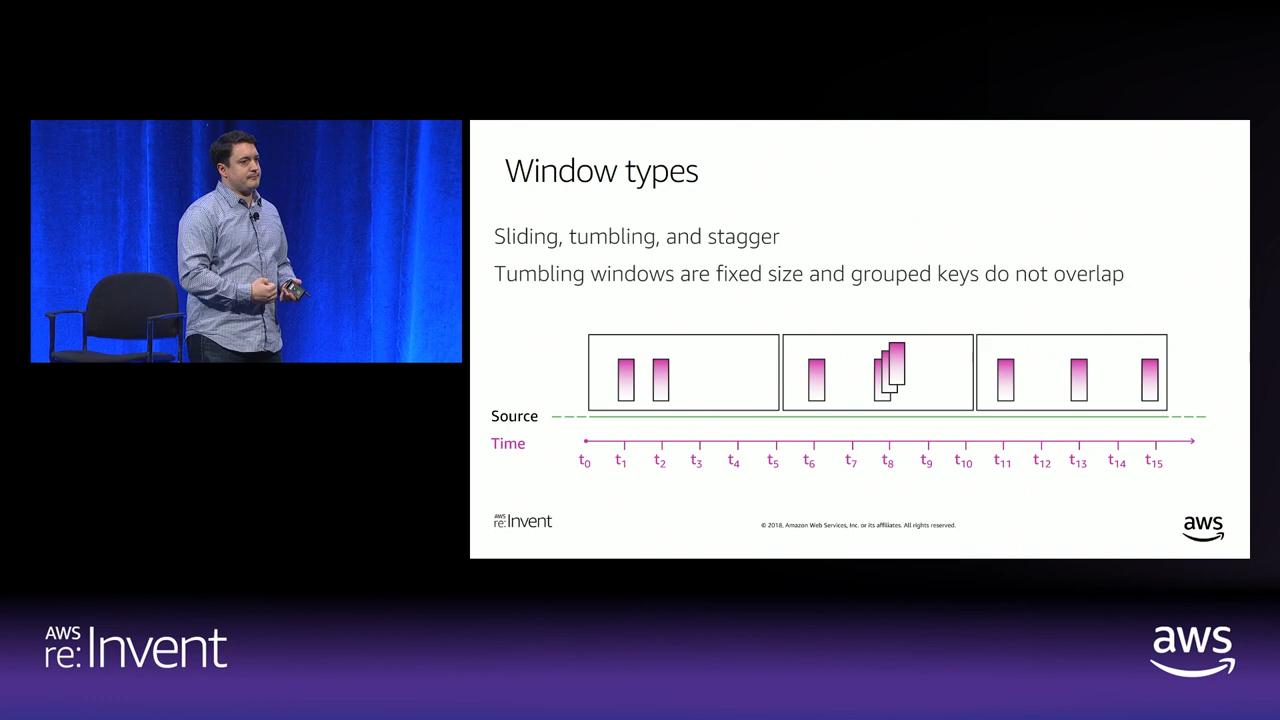 Window types
Sliding, tumbling, and stagger
Tumbling windows are fixed size and grouped keys do not overlap
Source
Time
t0 t1 t2 t3 t4 t5 t6 t7 t8 t9 t10 t11 t12 t13 t14 t15
AWS
re:Invent
© 2018, Amazon Web Services, Inc. or its affiliates. All rights reserved.
aws
AWS
re:Invent
aws